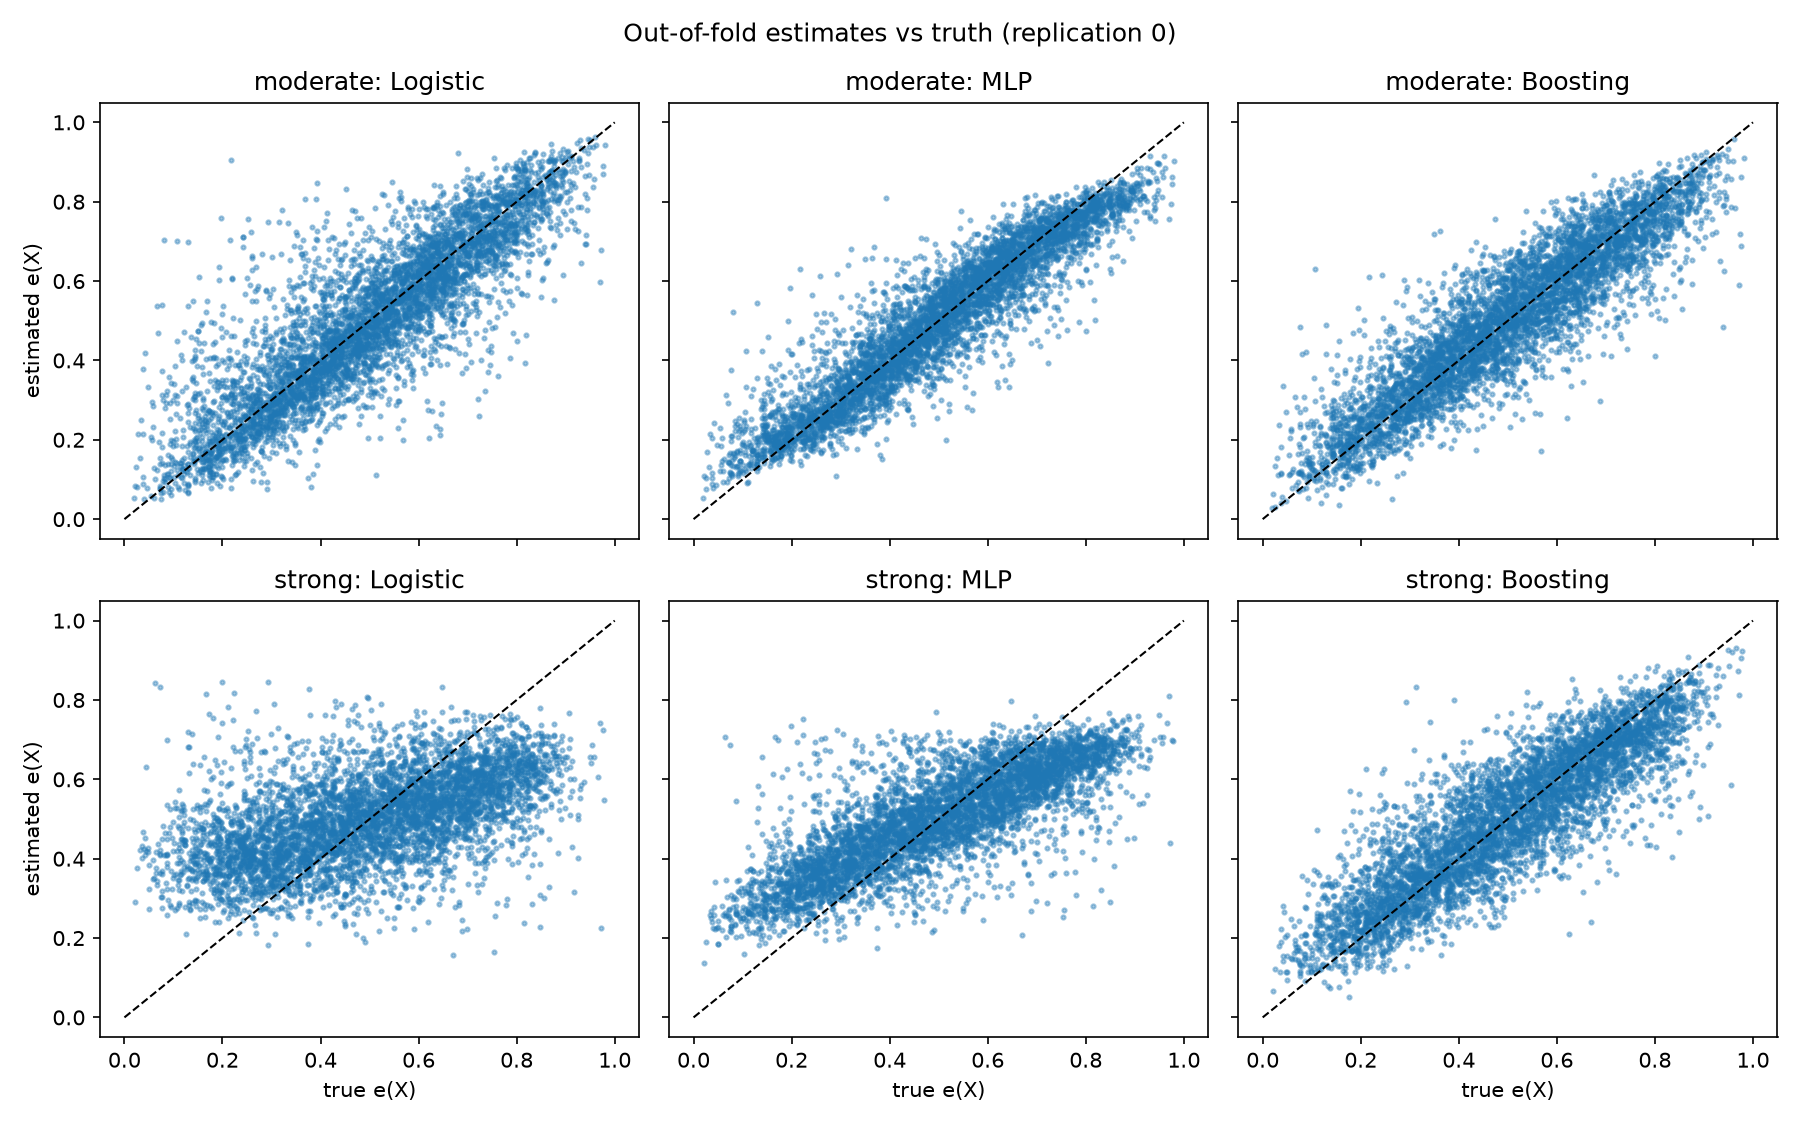 Out-of-fold estimates vs truth (replication 0)
moderate: Logistic
moderate: MLP
moderate: Boosting
estimated e(X)
1.0
0.8
0.6
0.4
0.2
0.0
strong: Logistic
strong: MLP
strong: Boosting
estimated e(X)
1.0
0.8
0.6
0.4
0.2
0.0
0.0 0.2 0.4 0.6 0.8 1.0
0.0 0.2 0.4 0.6 0.8 1.0
0.0 0.2 0.4 0.6 0.8 1.0
true e(X)
true e(X)
true e(X)